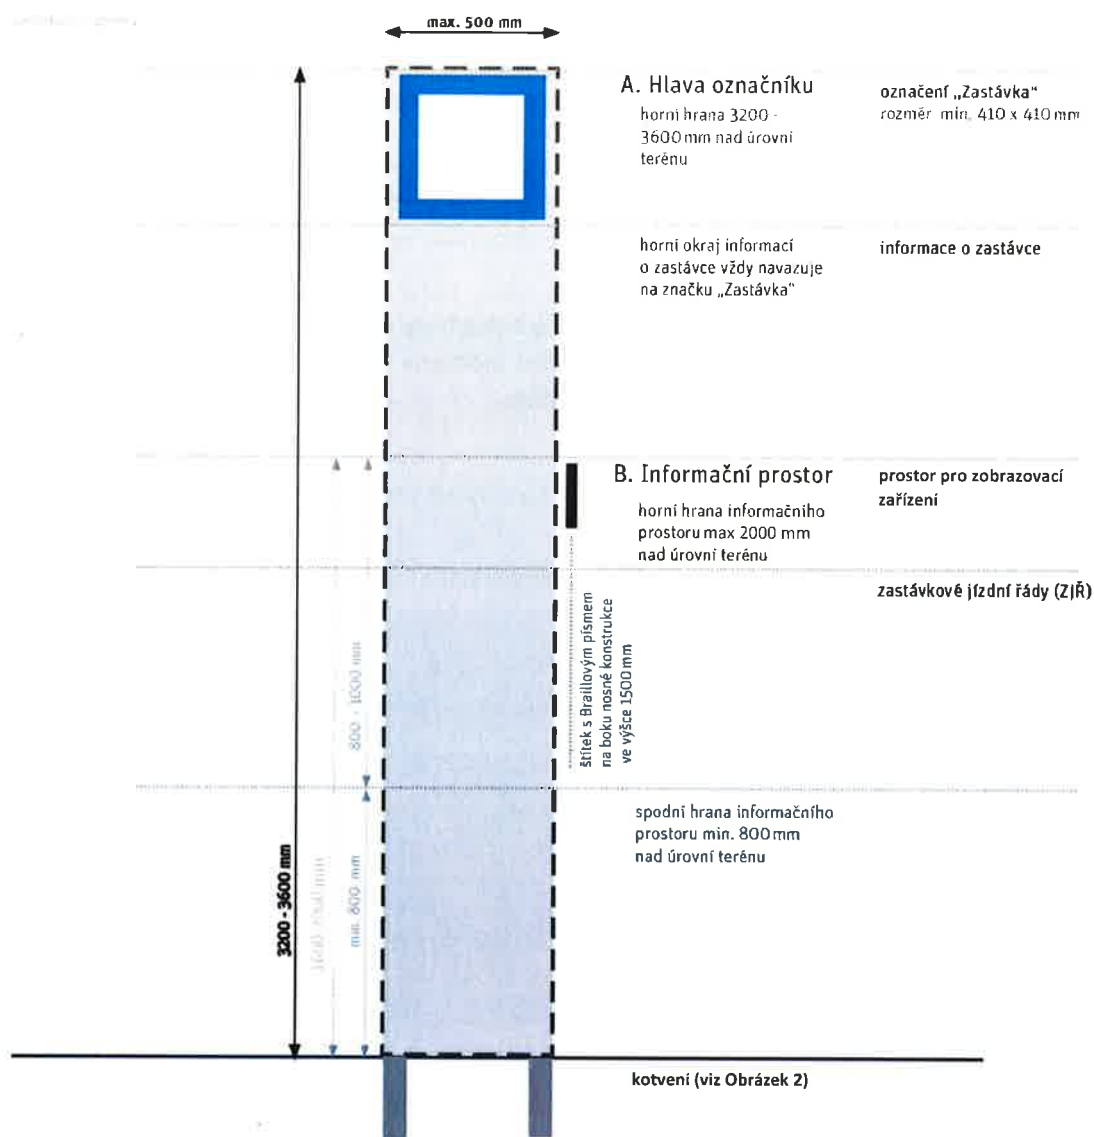 max. 500 mm
A. Hlava označníku
horní hrana 3200 -
3600 mm nad úrovní
terénu
označení „Zastávka“
rozměr min. 410 x 410 mm
horní okraj informací
o zastávce vždy navazuje
na značku „Zastávka“
informace o zastávce
B. Informační prostor
horní hrana informačního
prostoru max 2000 mm
nad úrovní terénu
prostor pro zobrazovací
zařízení
zastávkové jízdní řády (ZJŘ)
štítek s Braillovým písmem
na boku nosné konstrukce
ve výšce 1500 mm
800 - 1000 mm
spodní hrana informačního
prostoru min. 800 mm
nad úrovní terénu
3200 - 3600 mm
min. 800 mm
kotvení (viz Obrázek 2)